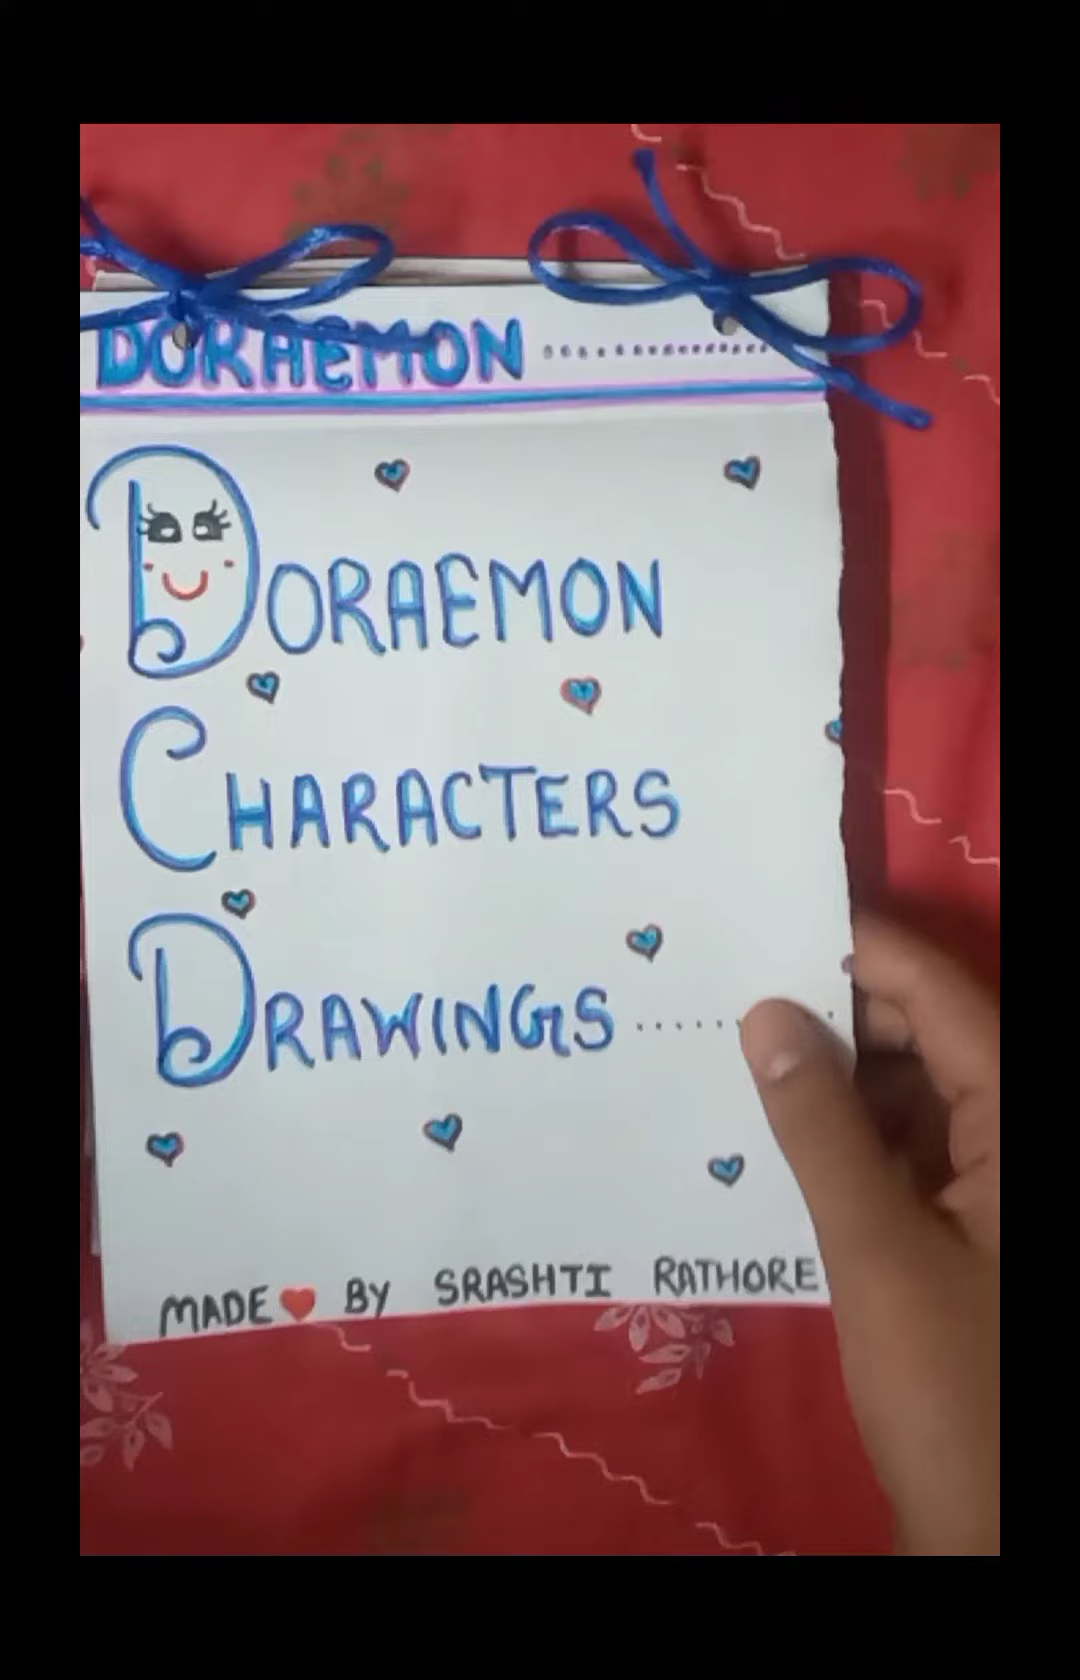 DORAEMON ..................
DORAEMON
CHARACTERS
DRAWINGS ..........
MADE ❤ BY SRASHTI RATHORE